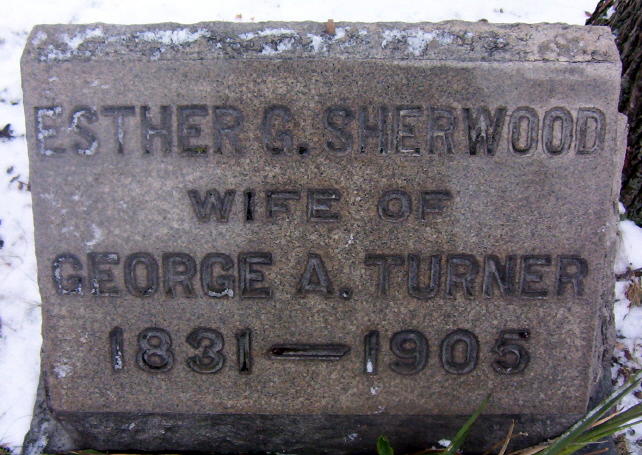 ESTHER G. SHERWOOD
WIFE OF
GEORGE A. TURNER
1831—1905